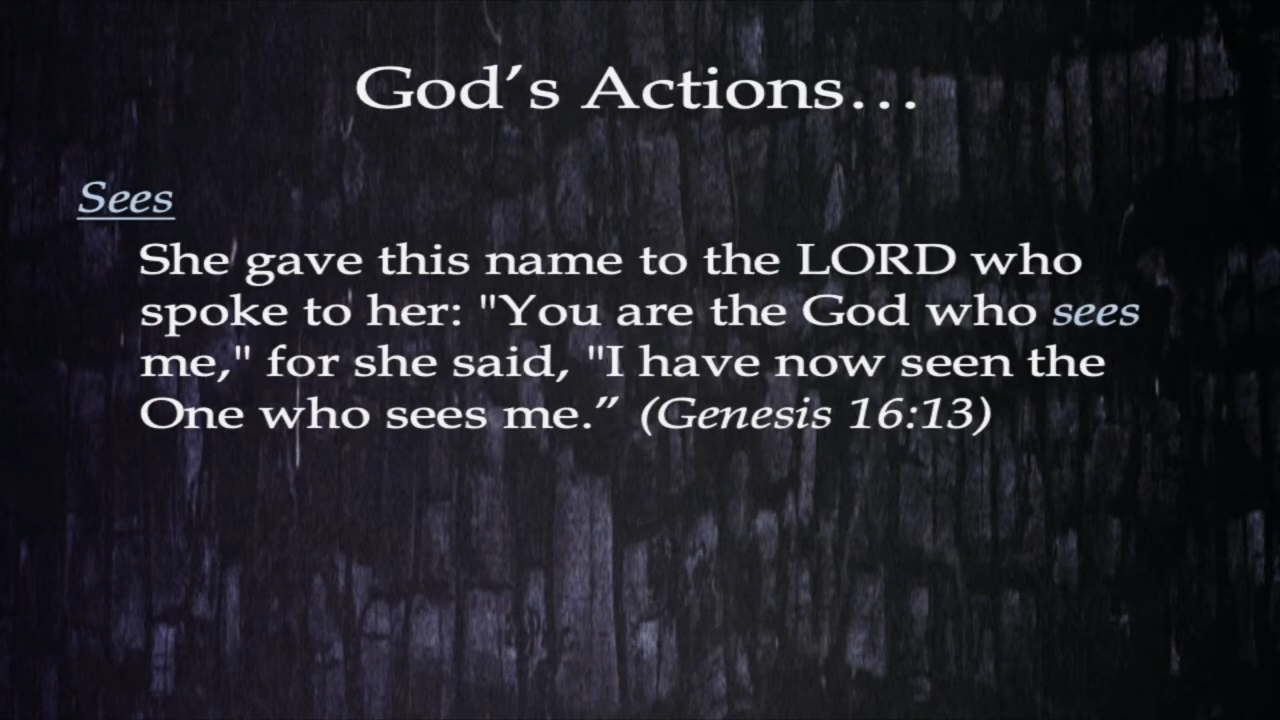 God’s Actions…
Sees
She gave this name to the LORD who
spoke to her: "You are the God who sees
me," for she said, "I have now seen the
One who sees me.” (Genesis 16:13)